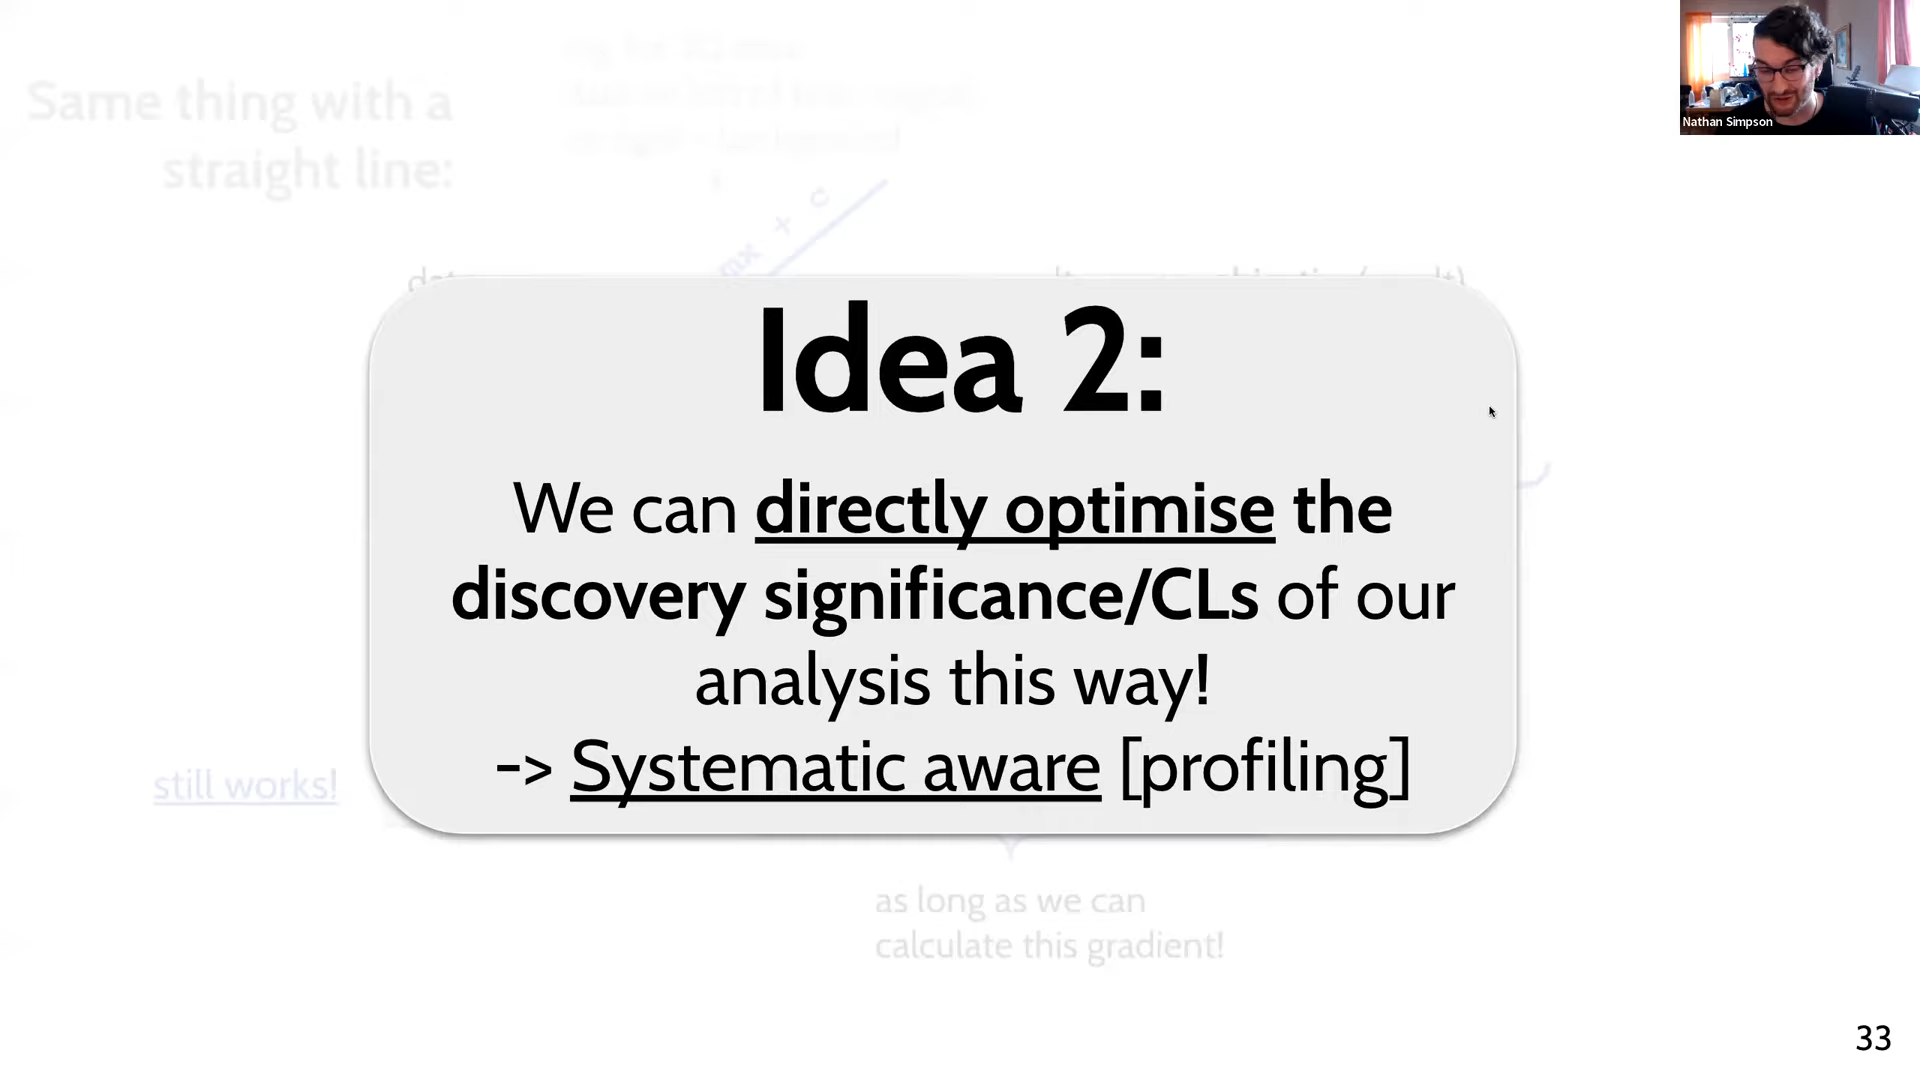 Nathan Simpson
Same thing with a
straight line:
mx + c
Idea 2:
We can directly optimise the
discovery significance/CLs of our
analysis this way!
-> Systematic aware [profiling]
still works!
as long as we can
calculate this gradient!
33